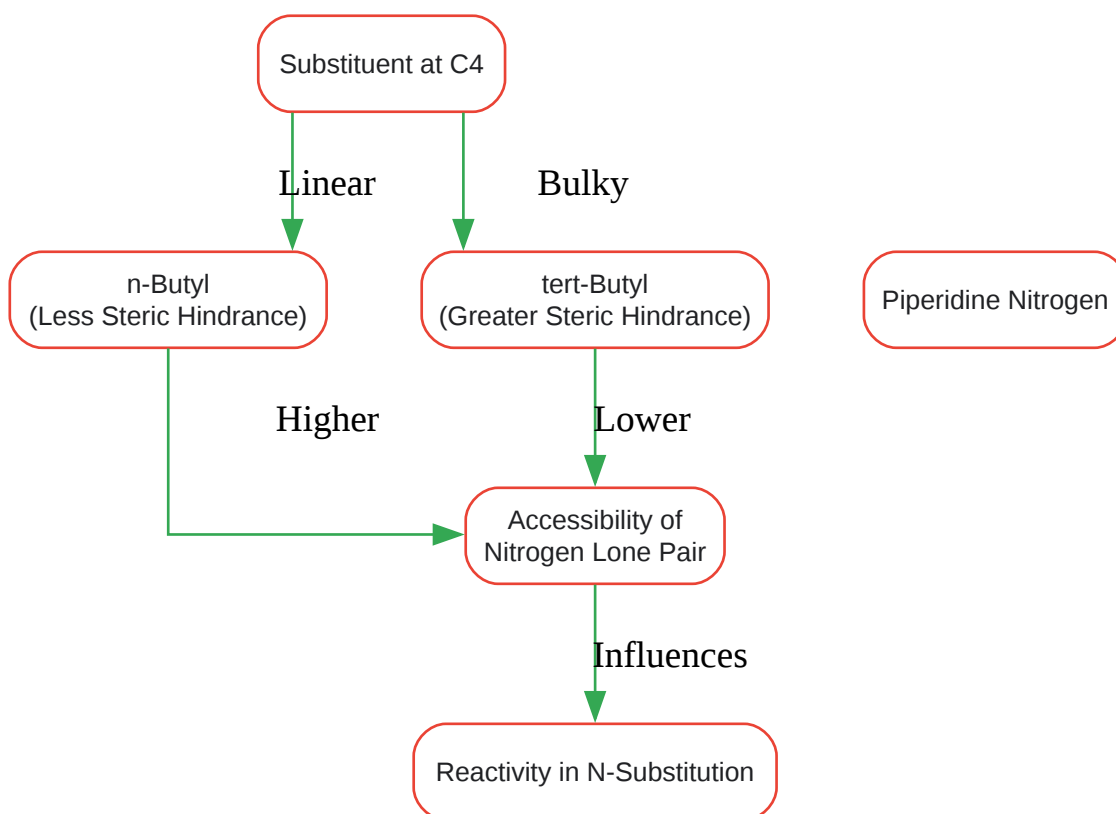 Substituent at C4
Linear
Bulky
n-Butyl
(Less Steric Hindrance)
tert-Butyl
(Greater Steric Hindrance)
Piperidine Nitrogen
Higher
Lower
Accessibility of
Nitrogen Lone Pair
Influences
Reactivity in N-Substitution